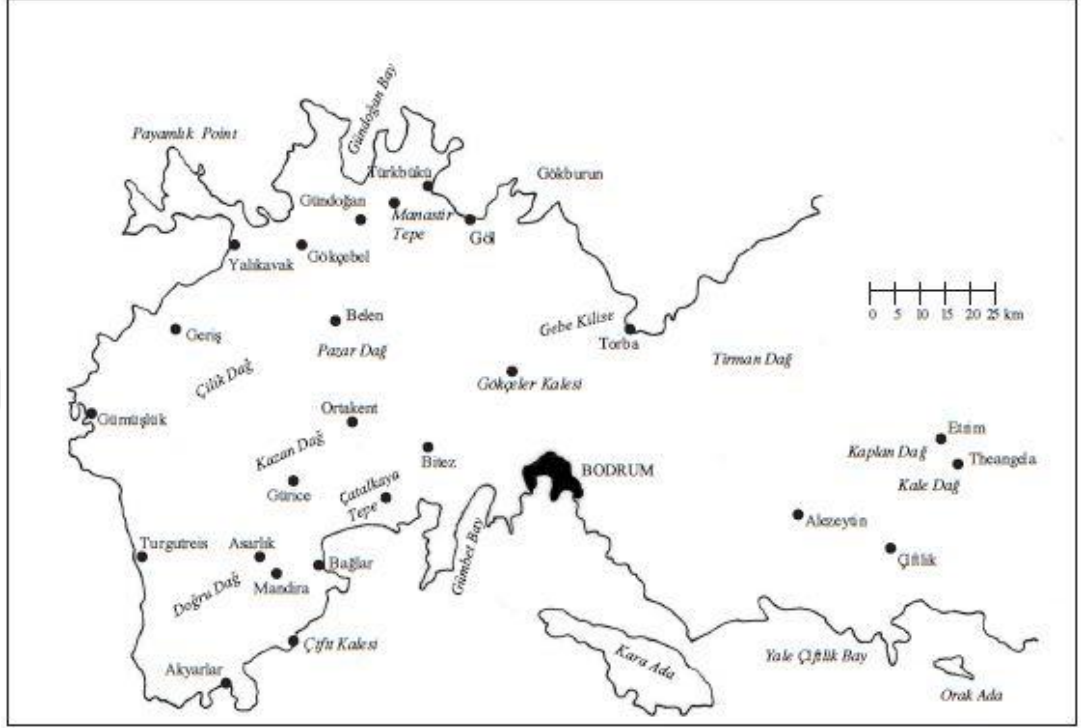 Payamlık Point
Gündoğan Bay
Türkbükü
Gökburun
Gündoğan
Manastir
Tepe
Göl
Yalıkavak
Gökçebel
0 5 10 15 20 25 km
Geriş
Belen
Pazar Dağ
Gebe Kilise
Torba
Tirman Dağ
Çilik Dağ
Gökçeler Kalesi
Gümüşlük
Ortakent
Kazan Dağ
Bitez
BODRUM
Etrim
Kaplan Dağ
Theangela
Kale Dağ
Gürice
Çatalkaya
Tepe
Gümbet Bay
Alezeytin
Çiftlik
Turgutreis
Asarlık
Bağlar
Mandıra
Doğru Dağ
Çıfıt Kalesi
Akyarlar
Kara Ada
Yale Çiftlik Bay
Orak Ada